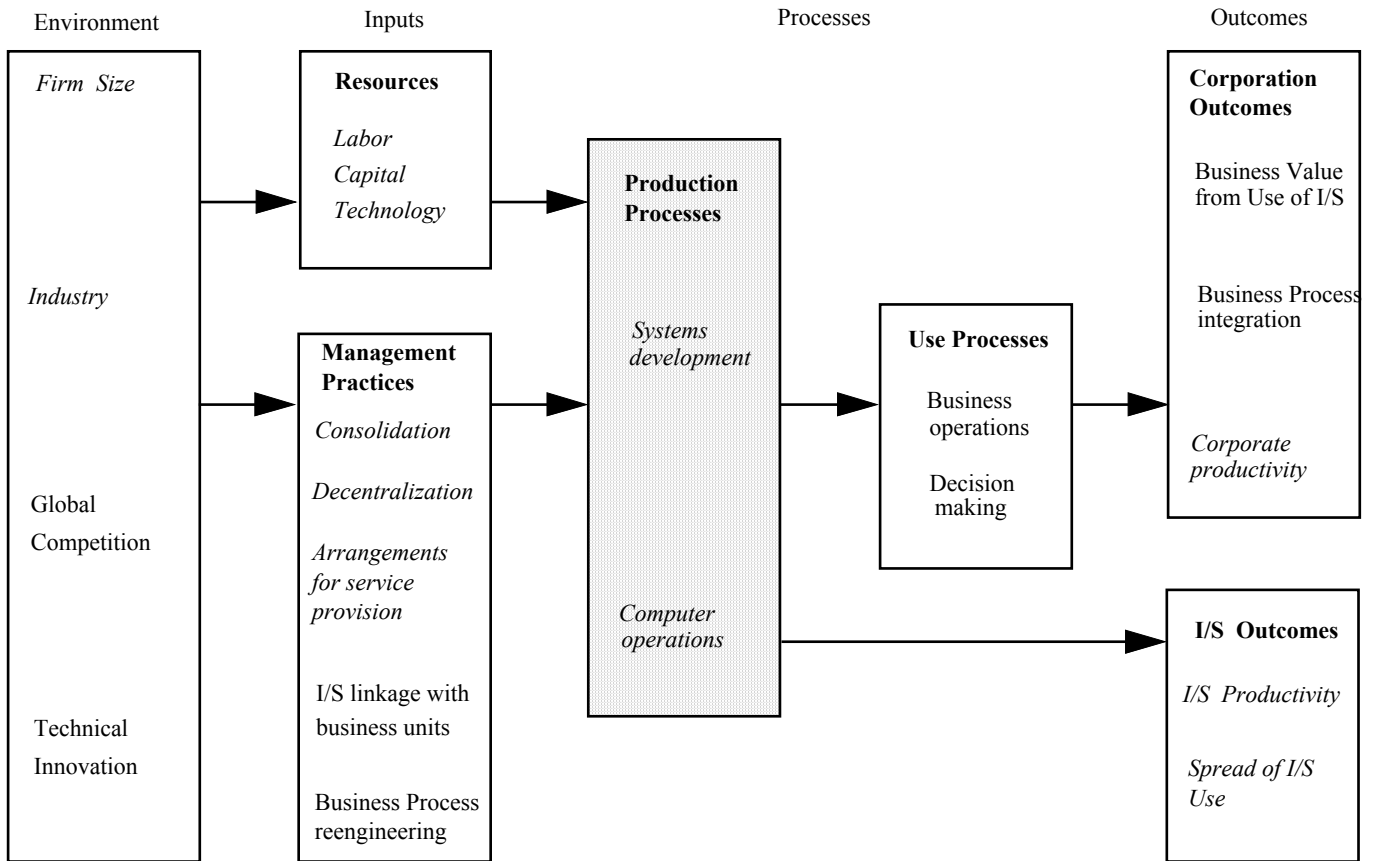 Environment
Inputs
Processes
Outcomes
Firm Size
Industry
Global
Competition
Technical
Innovation
Resources
Labor
Capital
Technology
Management
Practices
Consolidation
Decentralization
Arrangements
for service
provision
I/S linkage with
business units
Business Process
reengineering
Production
Processes
Systems
development
Computer
operations
Use Processes
Business
operations
Decision
making
Corporation
Outcomes
Business Value
from Use of I/S
Business Process
integration
Corporate
productivity
I/S Outcomes
I/S Productivity
Spread of I/S
Use